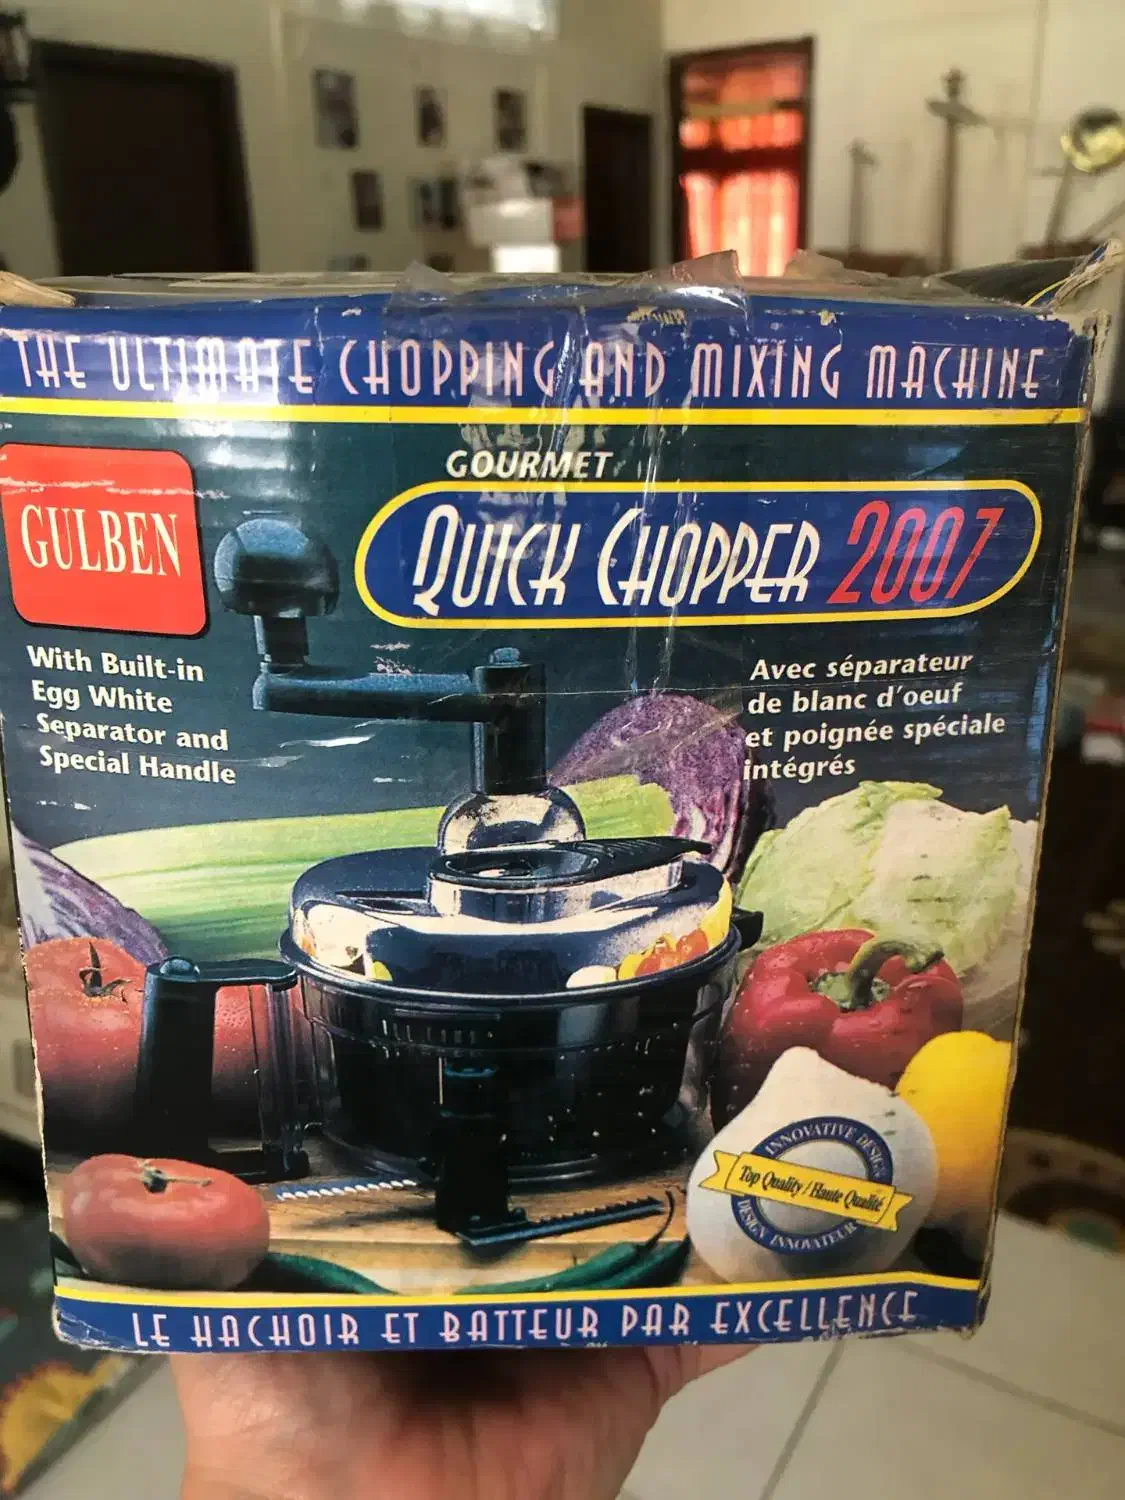 THE ULTIMATE CHOPPING AND MIXING MACHINE
GULBEN
GOURMET
QUICK CHOPPER 2007
With Built-in
Egg White
Separator and
Special Handle
Avec séparateur
de blanc d'oeuf
et poignée spéciale
intégrés
INNOVATIVE DESIGN
Top Quality / Haute Qualité
DESIGN INNOVATEUR
LE HACHOIR ET BATTEUR PAR EXCELLENCE